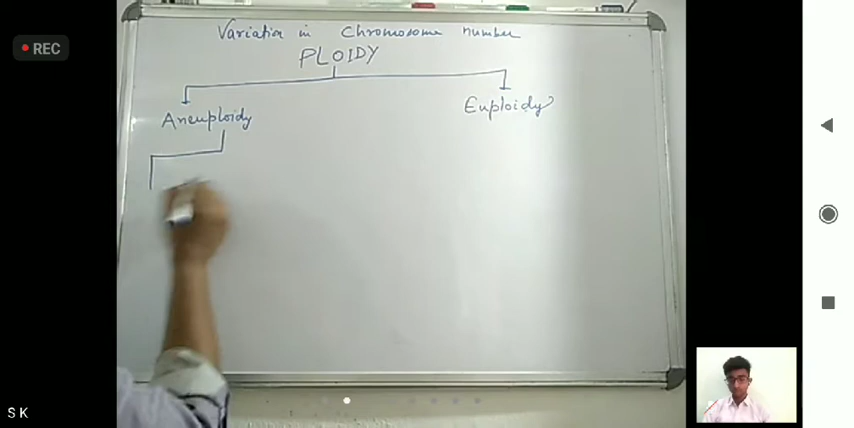 REC
Variation in Chromosome number
PLOIDY
Aneuploidy
Euploidy
S K